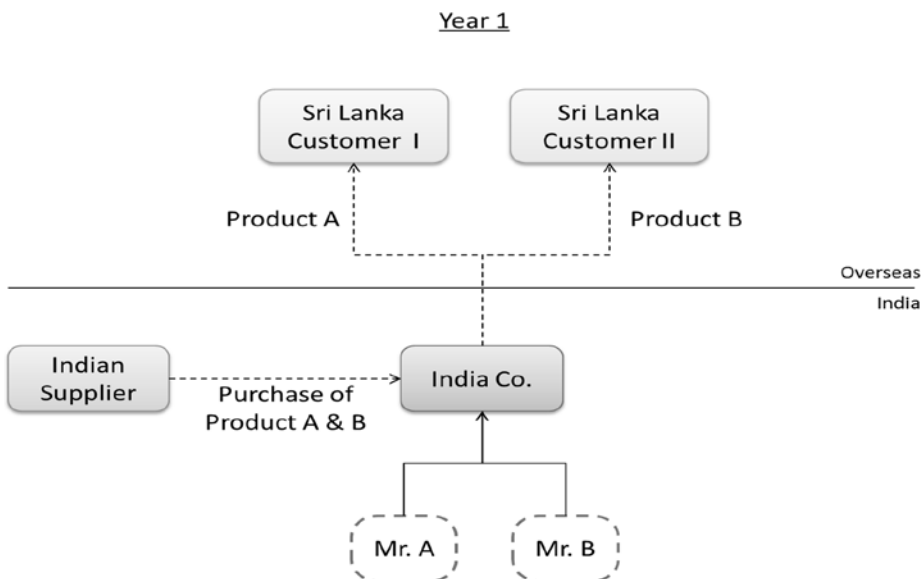 Year 1
Sri Lanka
Customer I
Sri Lanka
Customer II
Product A
Product B
Overseas
India
Indian
Supplier
Purchase of
Product A & B
India Co.
Mr. A
Mr. B